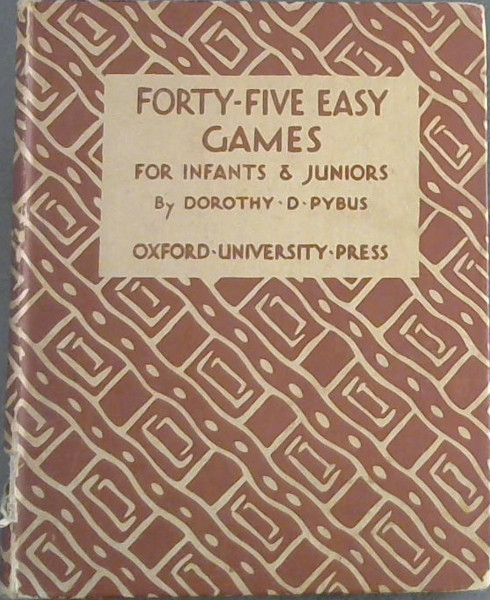 FORTY-FIVE EASY
GAMES
FOR INFANTS & JUNIORS
By DOROTHY·D·PYBUS
OXFORD·UNIVERSITY·PRESS